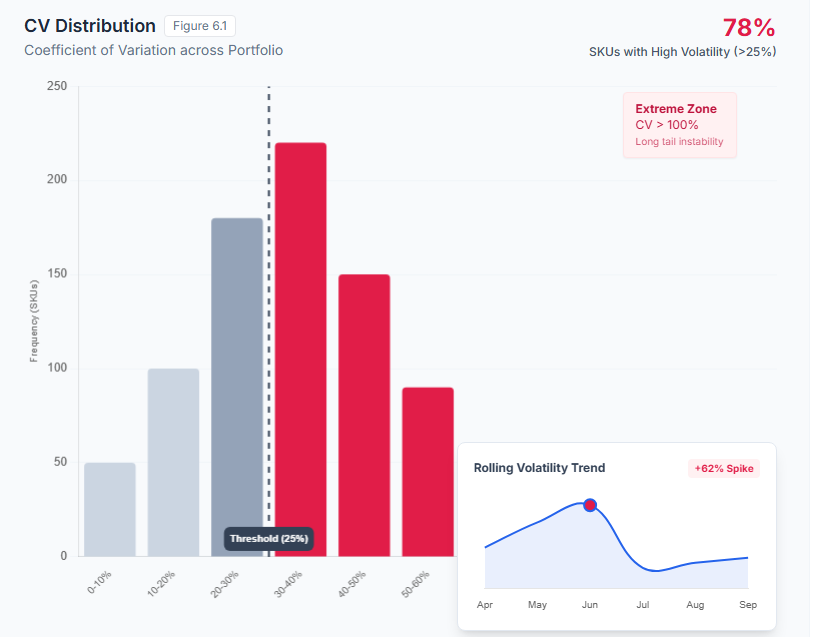 CV Distribution Figure 6.1
Coefficient of Variation across Portfolio
78%
SKUs with High Volatility (>25%)
Extreme Zone
CV > 100%
Long tail instability
Frequency (SKUs)
250
200
150
100
50
0
Threshold (25%)
0-10%
10-20%
20-30%
30-40%
40-50%
50-60%
Rolling Volatility Trend +62% Spike
Apr May Jun Jul Aug Sep